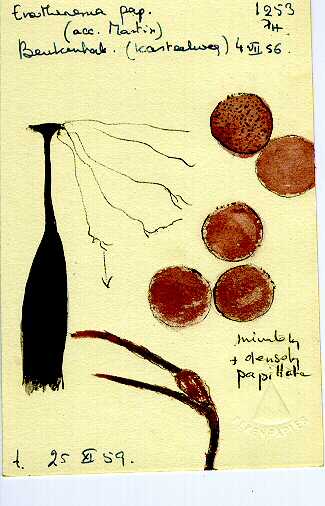 Enerthenema pap. 1253
(acc. Martin)
Beukenhak. (Kasteelweg) 4 VII 56.
minutely
+ densely
papillate
t. 25 XI 59.